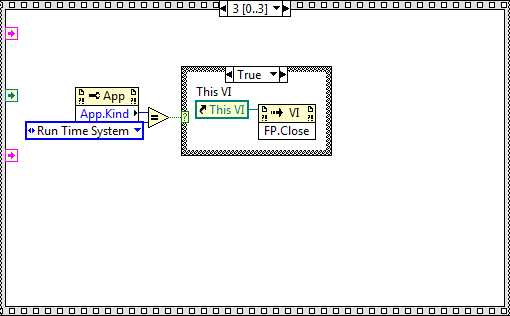 3 [0..3]
True
This VI
App
This VI
VI
App.Kind
FP.Close
=
Run Time System
?